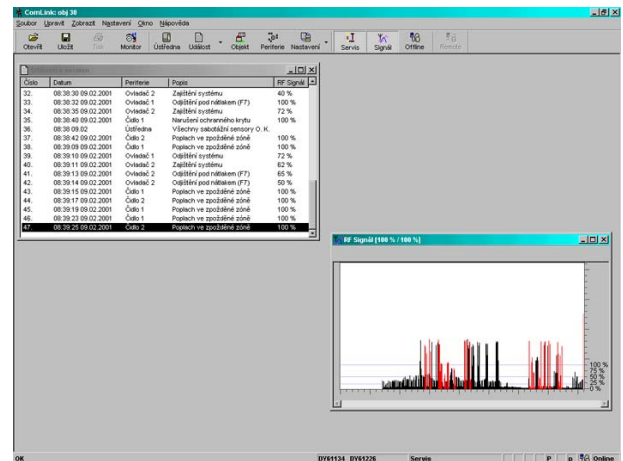 ComLink: obj 38
Soubor Upravit Zobrazit Nastavení Okno Nápověda
Otevřít Uložit Tisk Monitor Ústředna Událost Objekt Periferie Nastavení Servis Signál Offline Remote
Číslo Datum Periferie Popis RF Signál
32. 08:38:30 09.02.2001 Ovladač 2 Zajištění systému 40 %
33. 08:38:32 09.02.2001 Ovladač 1 Odjištění pod nátlakem (F7) 100 %
34. 08:38:35 09.02.2001 Ovladač 2 Zajištění systému 72 %
35. 08:38:40 09.02.2001 Čidlo 1 Narušení ochranného krytu 100 %
36. 08:38 09.02 Ústředna Všechny sabotážní sensory O. K.
37. 08:38:42 09.02.2001 Čidlo 2 Poplach ve zpožděné zóně 100 %
38. 08:39:09 09.02.2001 Čidlo 1 Poplach ve zpožděné zóně 100 %
39. 08:39:10 09.02.2001 Ovladač 1 Odjištění systému 72 %
40. 08:39:11 09.02.2001 Ovladač 2 Zajištění systému 62 %
41. 08:39:13 09.02.2001 Ovladač 2 Odjištění pod nátlakem (F7) 65 %
42. 08:39:14 09.02.2001 Ovladač 2 Odjištění pod nátlakem (F7) 50 %
43. 08:39:15 09.02.2001 Čidlo 1 Poplach ve zpožděné zóně 100 %
44. 08:39:17 09.02.2001 Čidlo 2 Poplach ve zpožděné zóně 100 %
45. 08:39:19 09.02.2001 Čidlo 1 Poplach ve zpožděné zóně 100 %
46. 08:39:23 09.02.2001 Čidlo 1 Poplach ve zpožděné zóně 100 %
47. 08:39:25 09.02.2001 Čidlo 2 Poplach ve zpožděné zóně 100 %
RF Signál [100 % / 100 %]
100 %
75 %
50 %
25 %
0 %
OK DY61134 DY61226 Servis P p Online